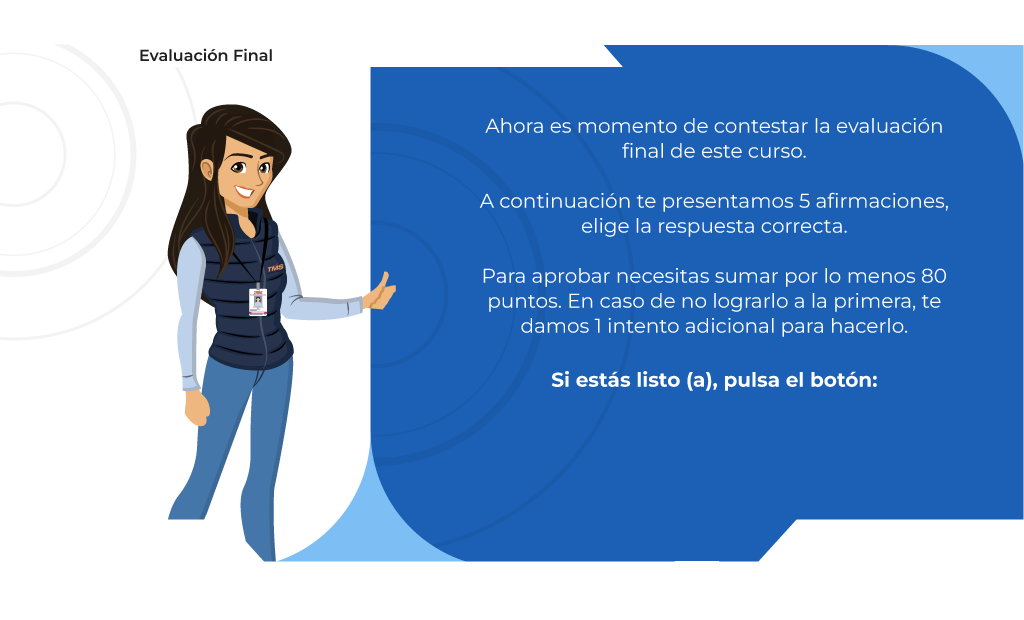 Evaluación Final
Ahora es momento de contestar la evaluación
final de este curso.
A continuación te presentamos 5 afirmaciones,
elige la respuesta correcta.
Para aprobar necesitas sumar por lo menos 80
puntos. En caso de no lograrlo a la primera, te
damos 1 intento adicional para hacerlo.
Si estás listo (a), pulsa el botón:
TMS